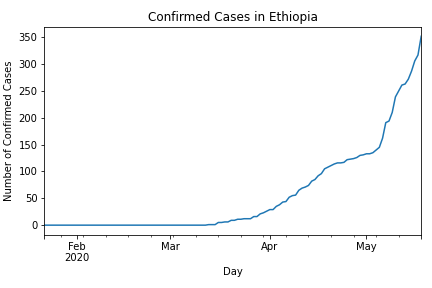 Confirmed Cases in Ethiopia
Number of Confirmed Cases
350
300
250
200
150
100
50
0
Feb
2020
Mar
Apr
May
Day